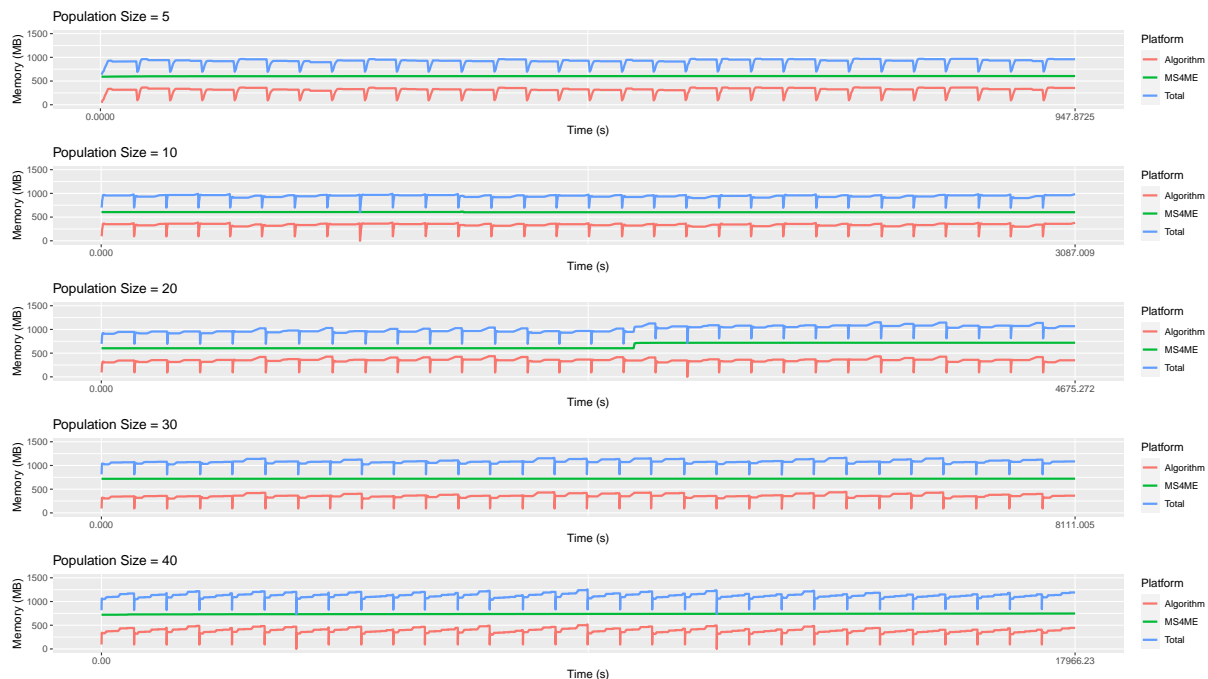 Population Size = 5
Memory (MB)
1500
1000
500
0
0.0000
947.8725
Time (s)
Platform
Algorithm
MS4ME
Total
Population Size = 10
Memory (MB)
1500
1000
500
0
0.000
3087.009
Time (s)
Platform
Algorithm
MS4ME
Total
Population Size = 20
Memory (MB)
1500
1000
500
0
0.000
4675.272
Time (s)
Platform
Algorithm
MS4ME
Total
Population Size = 30
Memory (MB)
1500
1000
500
0
0.000
8111.005
Time (s)
Platform
Algorithm
MS4ME
Total
Population Size = 40
Memory (MB)
1500
1000
500
0
0.00
17966.23
Time (s)
Platform
Algorithm
MS4ME
Total